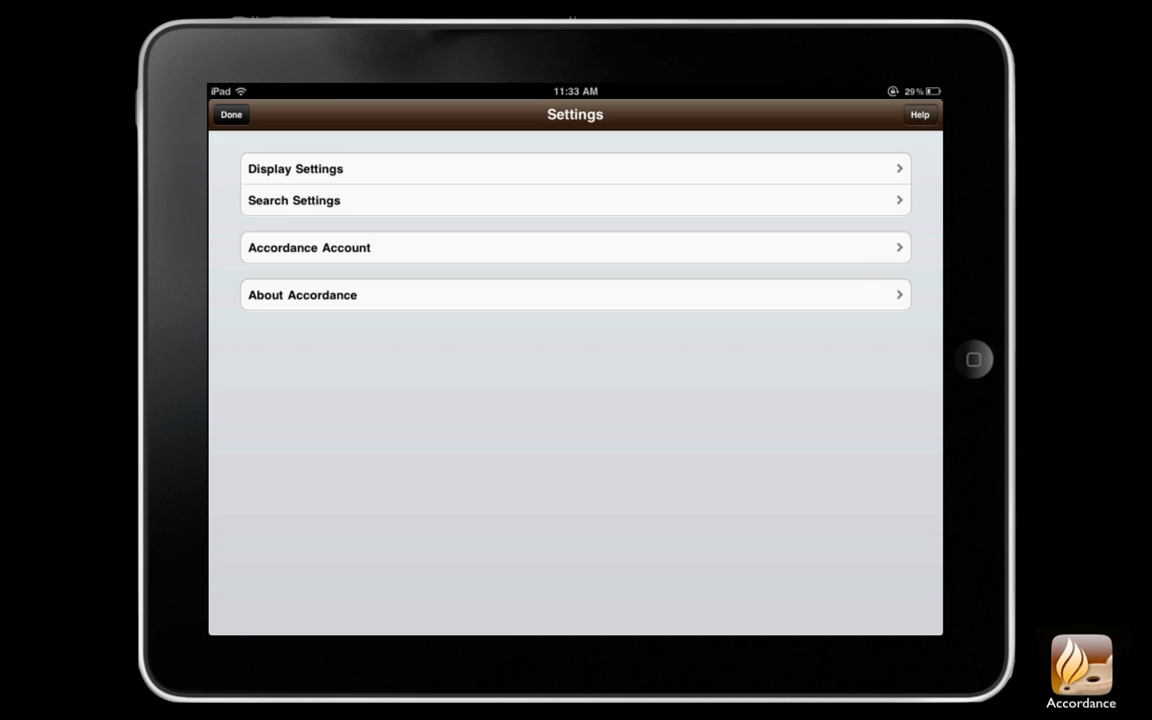 iPad 11:33 AM 29%
Done Settings Help
Display Settings
Search Settings
Accordance Account
About Accordance
Accordance